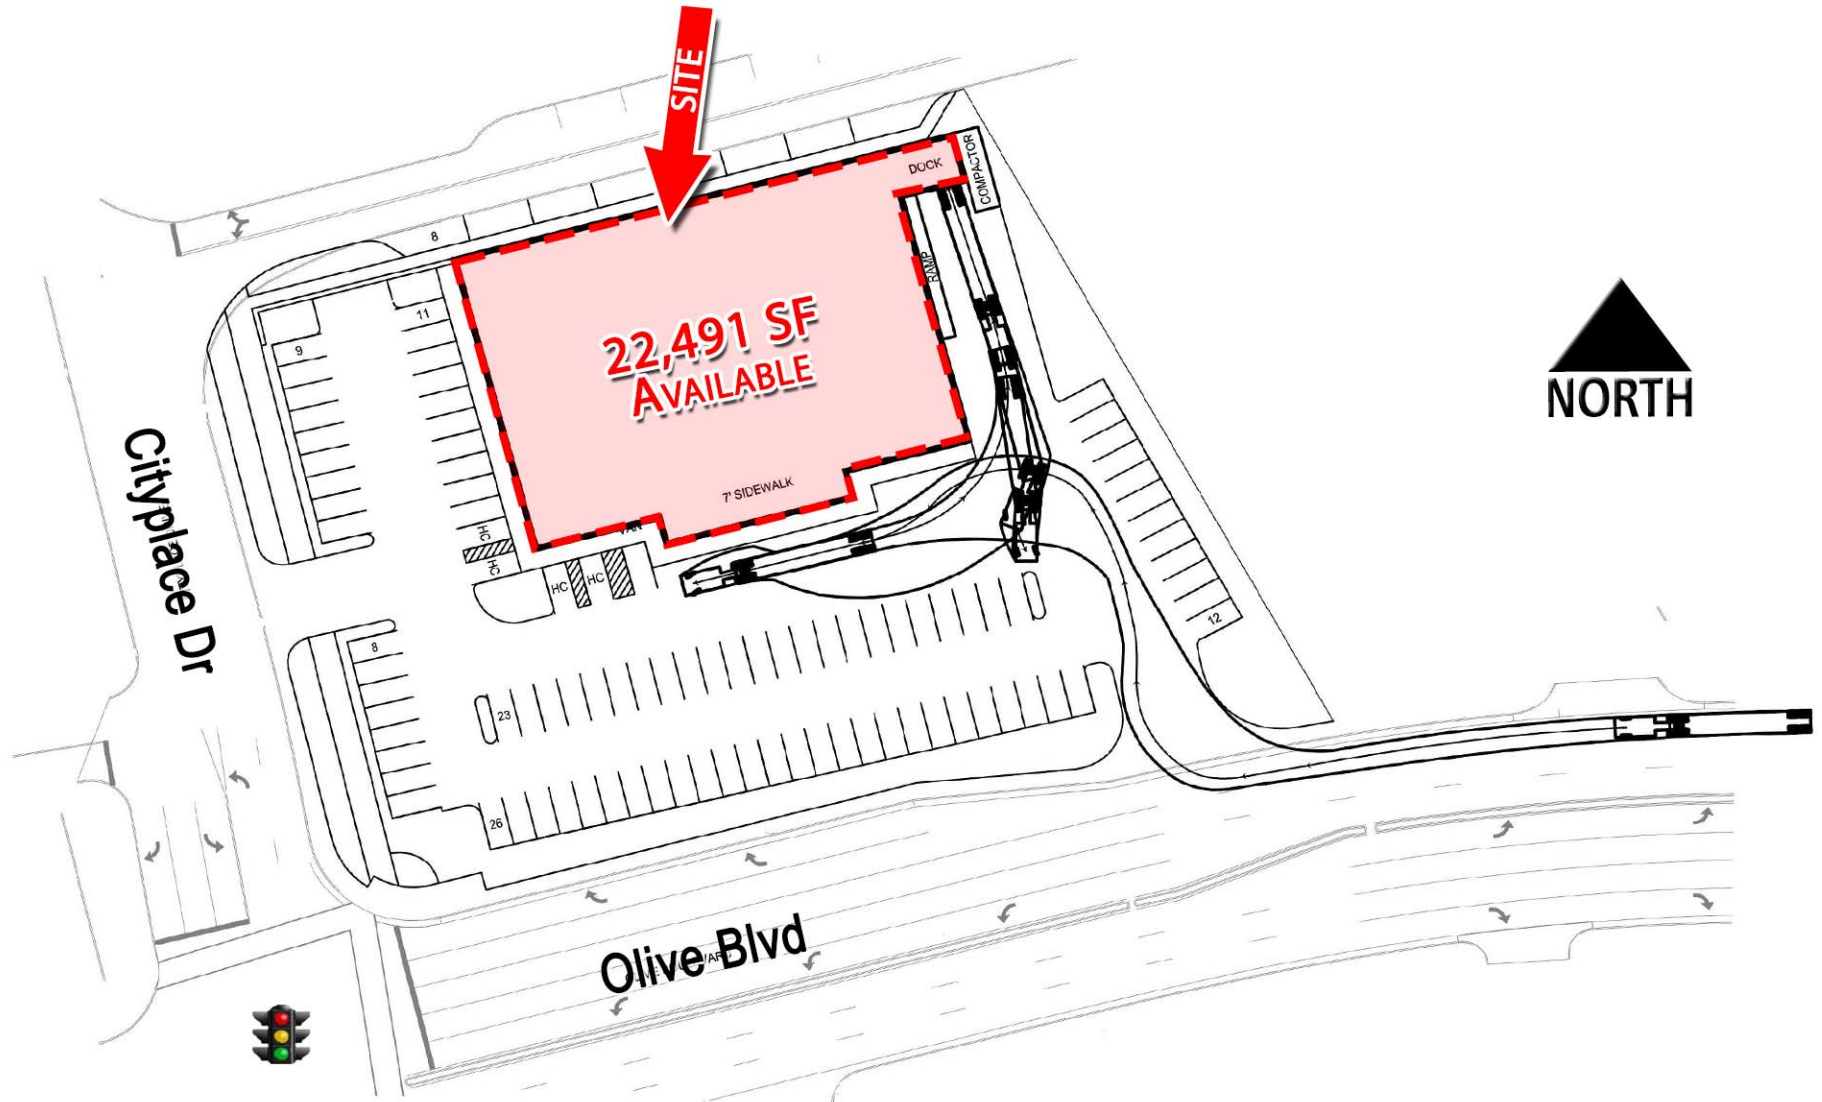 SITE
DOCK
COMPACTOR
8
RAMP
11
9
22,491 SF
AVAILABLE
NORTH
7' SIDEWALK
VAN
HC
HC
HC
HC
Cityplace Dr
12
8
23
26
Olive Blvd